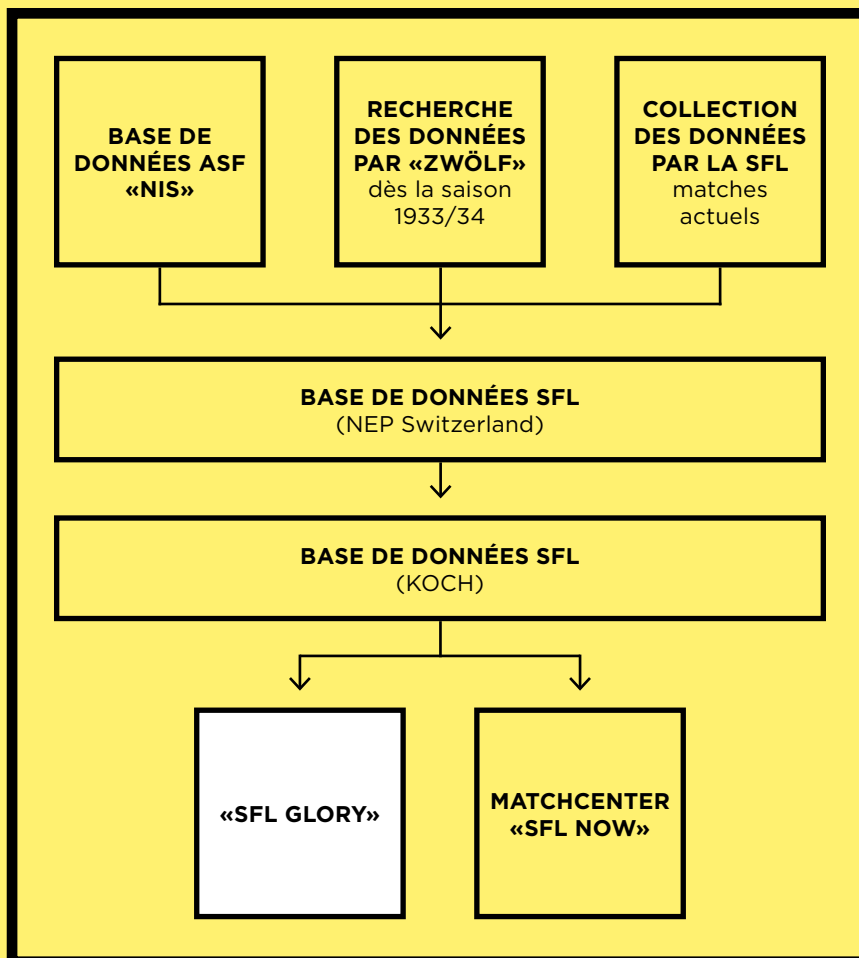 BASE DE
DONNÉES ASF
«NIS»
RECHERCHE
DES DONNÉES
PAR «ZWÖLF»
dès la saison
1933/34
COLLECTION
DES DONNÉES
PAR LA SFL
matches
actuels
BASE DE DONNÉES SFL
(NEP Switzerland)
BASE DE DONNÉES SFL
(KOCH)
«SFL GLORY»
MATCHCENTER
«SFL NOW»